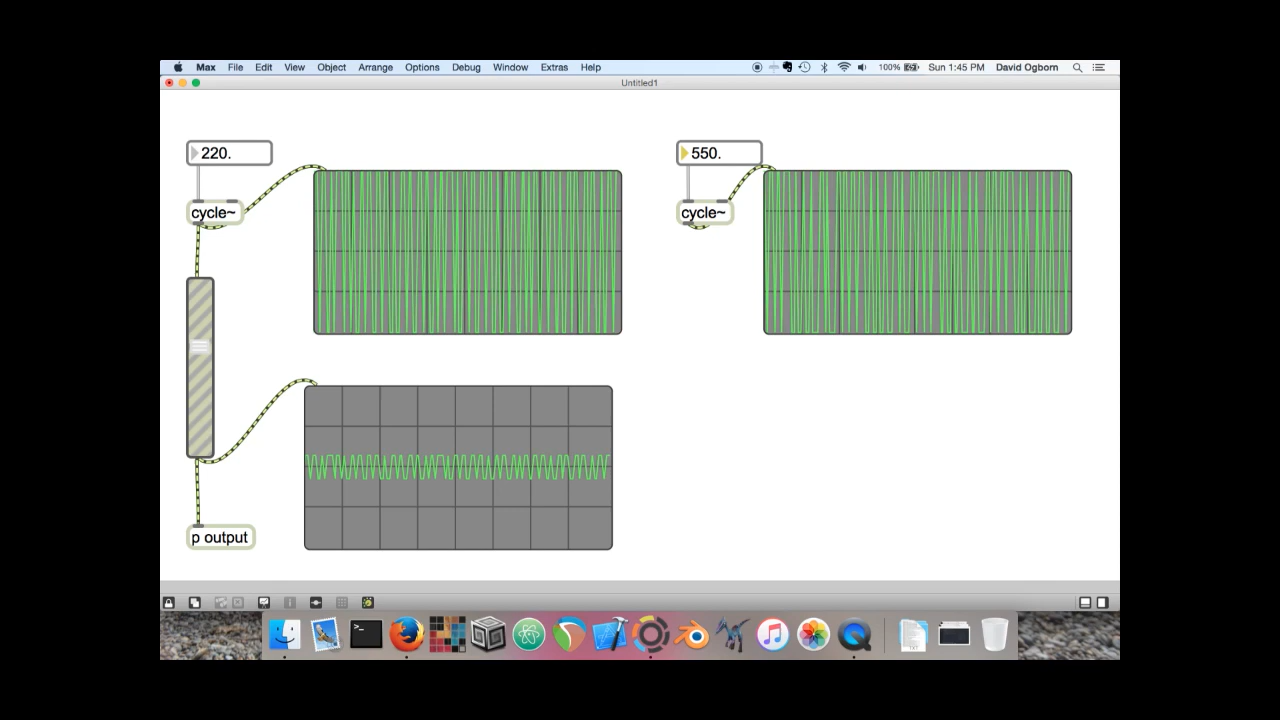 Max File Edit View Object Arrange Options Debug Window Extras Help 100% Sun 1:45 PM David Ogborn
Untitled1
220.
550.
cycle~
cycle~
p output